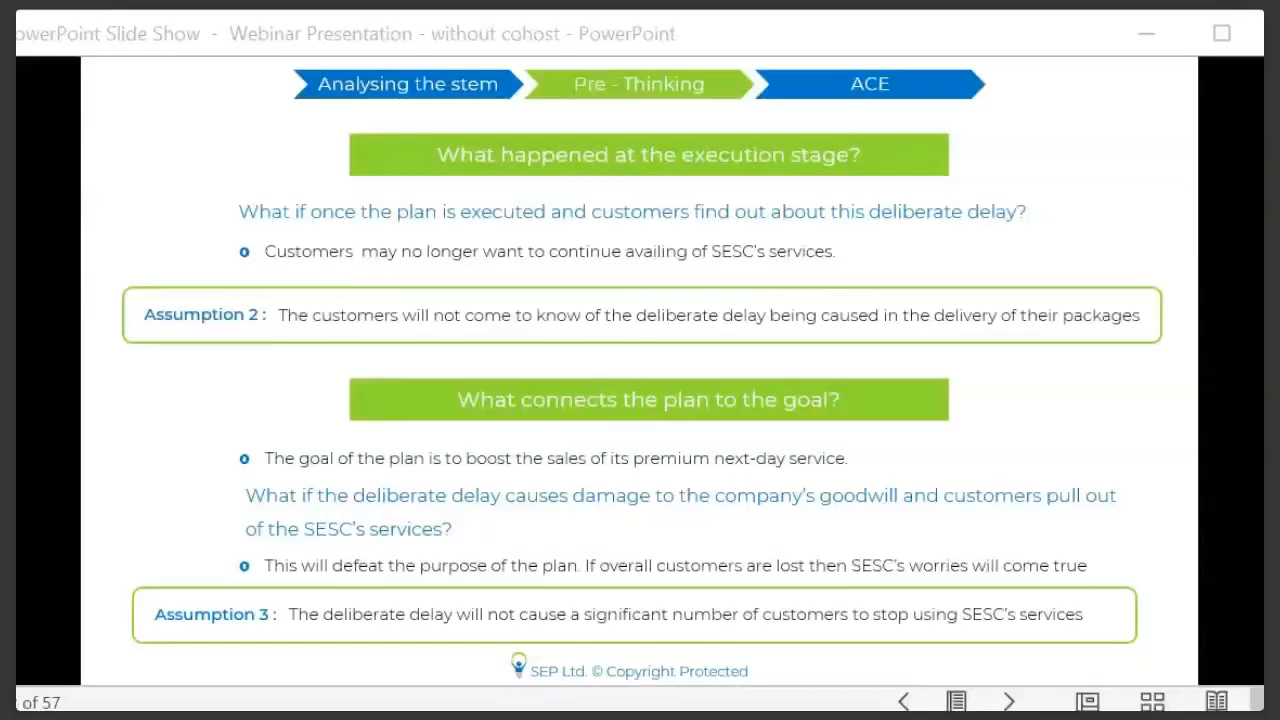 PowerPoint Slide Show - Webinar Presentation - without cohost - PowerPoint
Analysing the stem
Pre - Thinking
ACE
What happened at the execution stage?
What if once the plan is executed and customers find out about this deliberate delay?
Customers may no longer want to continue availing of SESC's services.
Assumption 2 : The customers will not come to know of the deliberate delay being caused in the delivery of their packages
What connects the plan to the goal?
The goal of the plan is to boost the sales of its premium next-day service.
What if the deliberate delay causes damage to the company's goodwill and customers pull out
of the SESC's services?
This will defeat the purpose of the plan. If overall customers are lost then SESC's worries will come true
Assumption 3 : The deliberate delay will not cause a significant number of customers to stop using SESC's services
SEP Ltd. © Copyright Protected
of 57